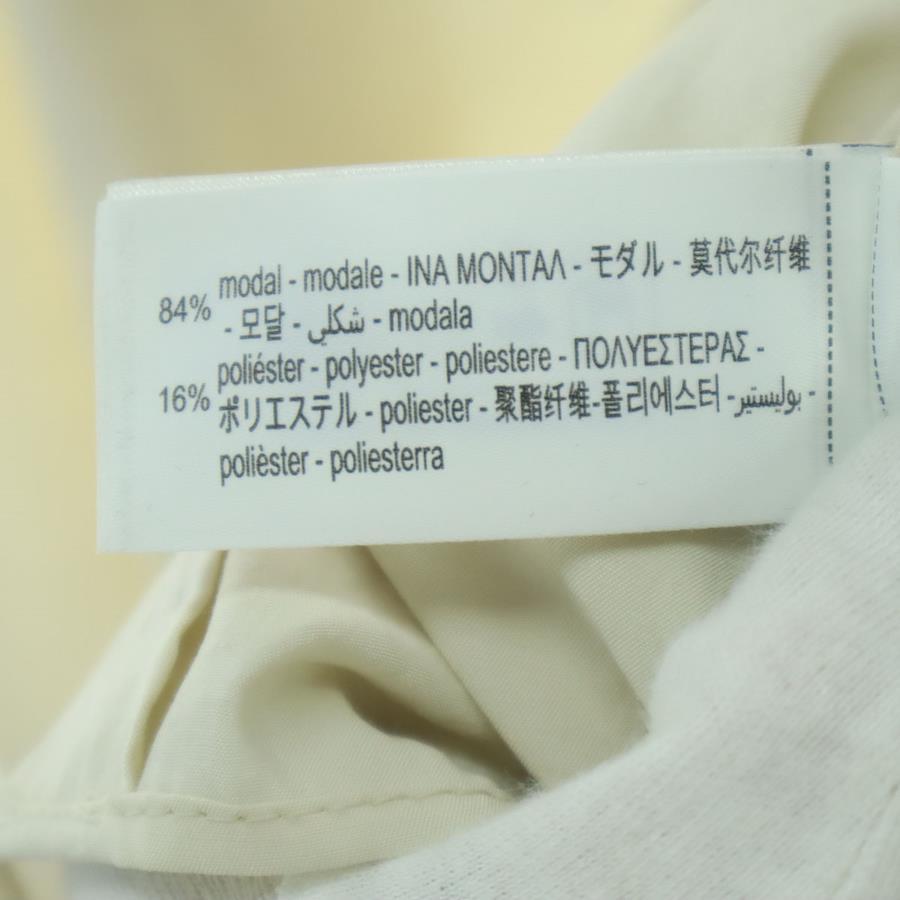 84% modal - modale - ΙΝΑ ΜΟΝΤΑΛ - モダル - 莫代尔纤维
- 모달 - شكلي - modala
16% poliéster - polyester - poliestere - ΠΟΛΥΕΣΤΕΡΑΣ -
ポリエステル - poliester - 聚酯纤维-폴리에스터 -بوليستير -
polièster - poliesterra